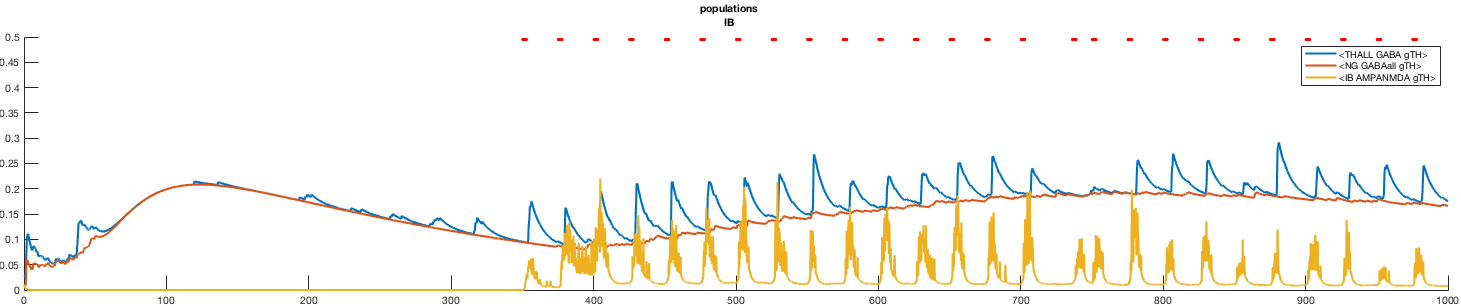 populations
IB
0.5
0.45
0.4
0.35
0.3
0.25
0.2
0.15
0.1
0.05
0
<THALL GABA gTH>
<NG GABAall gTH>
<IB AMPANMDA gTH>
0 100 200 300 400 500 600 700 800 900 1000